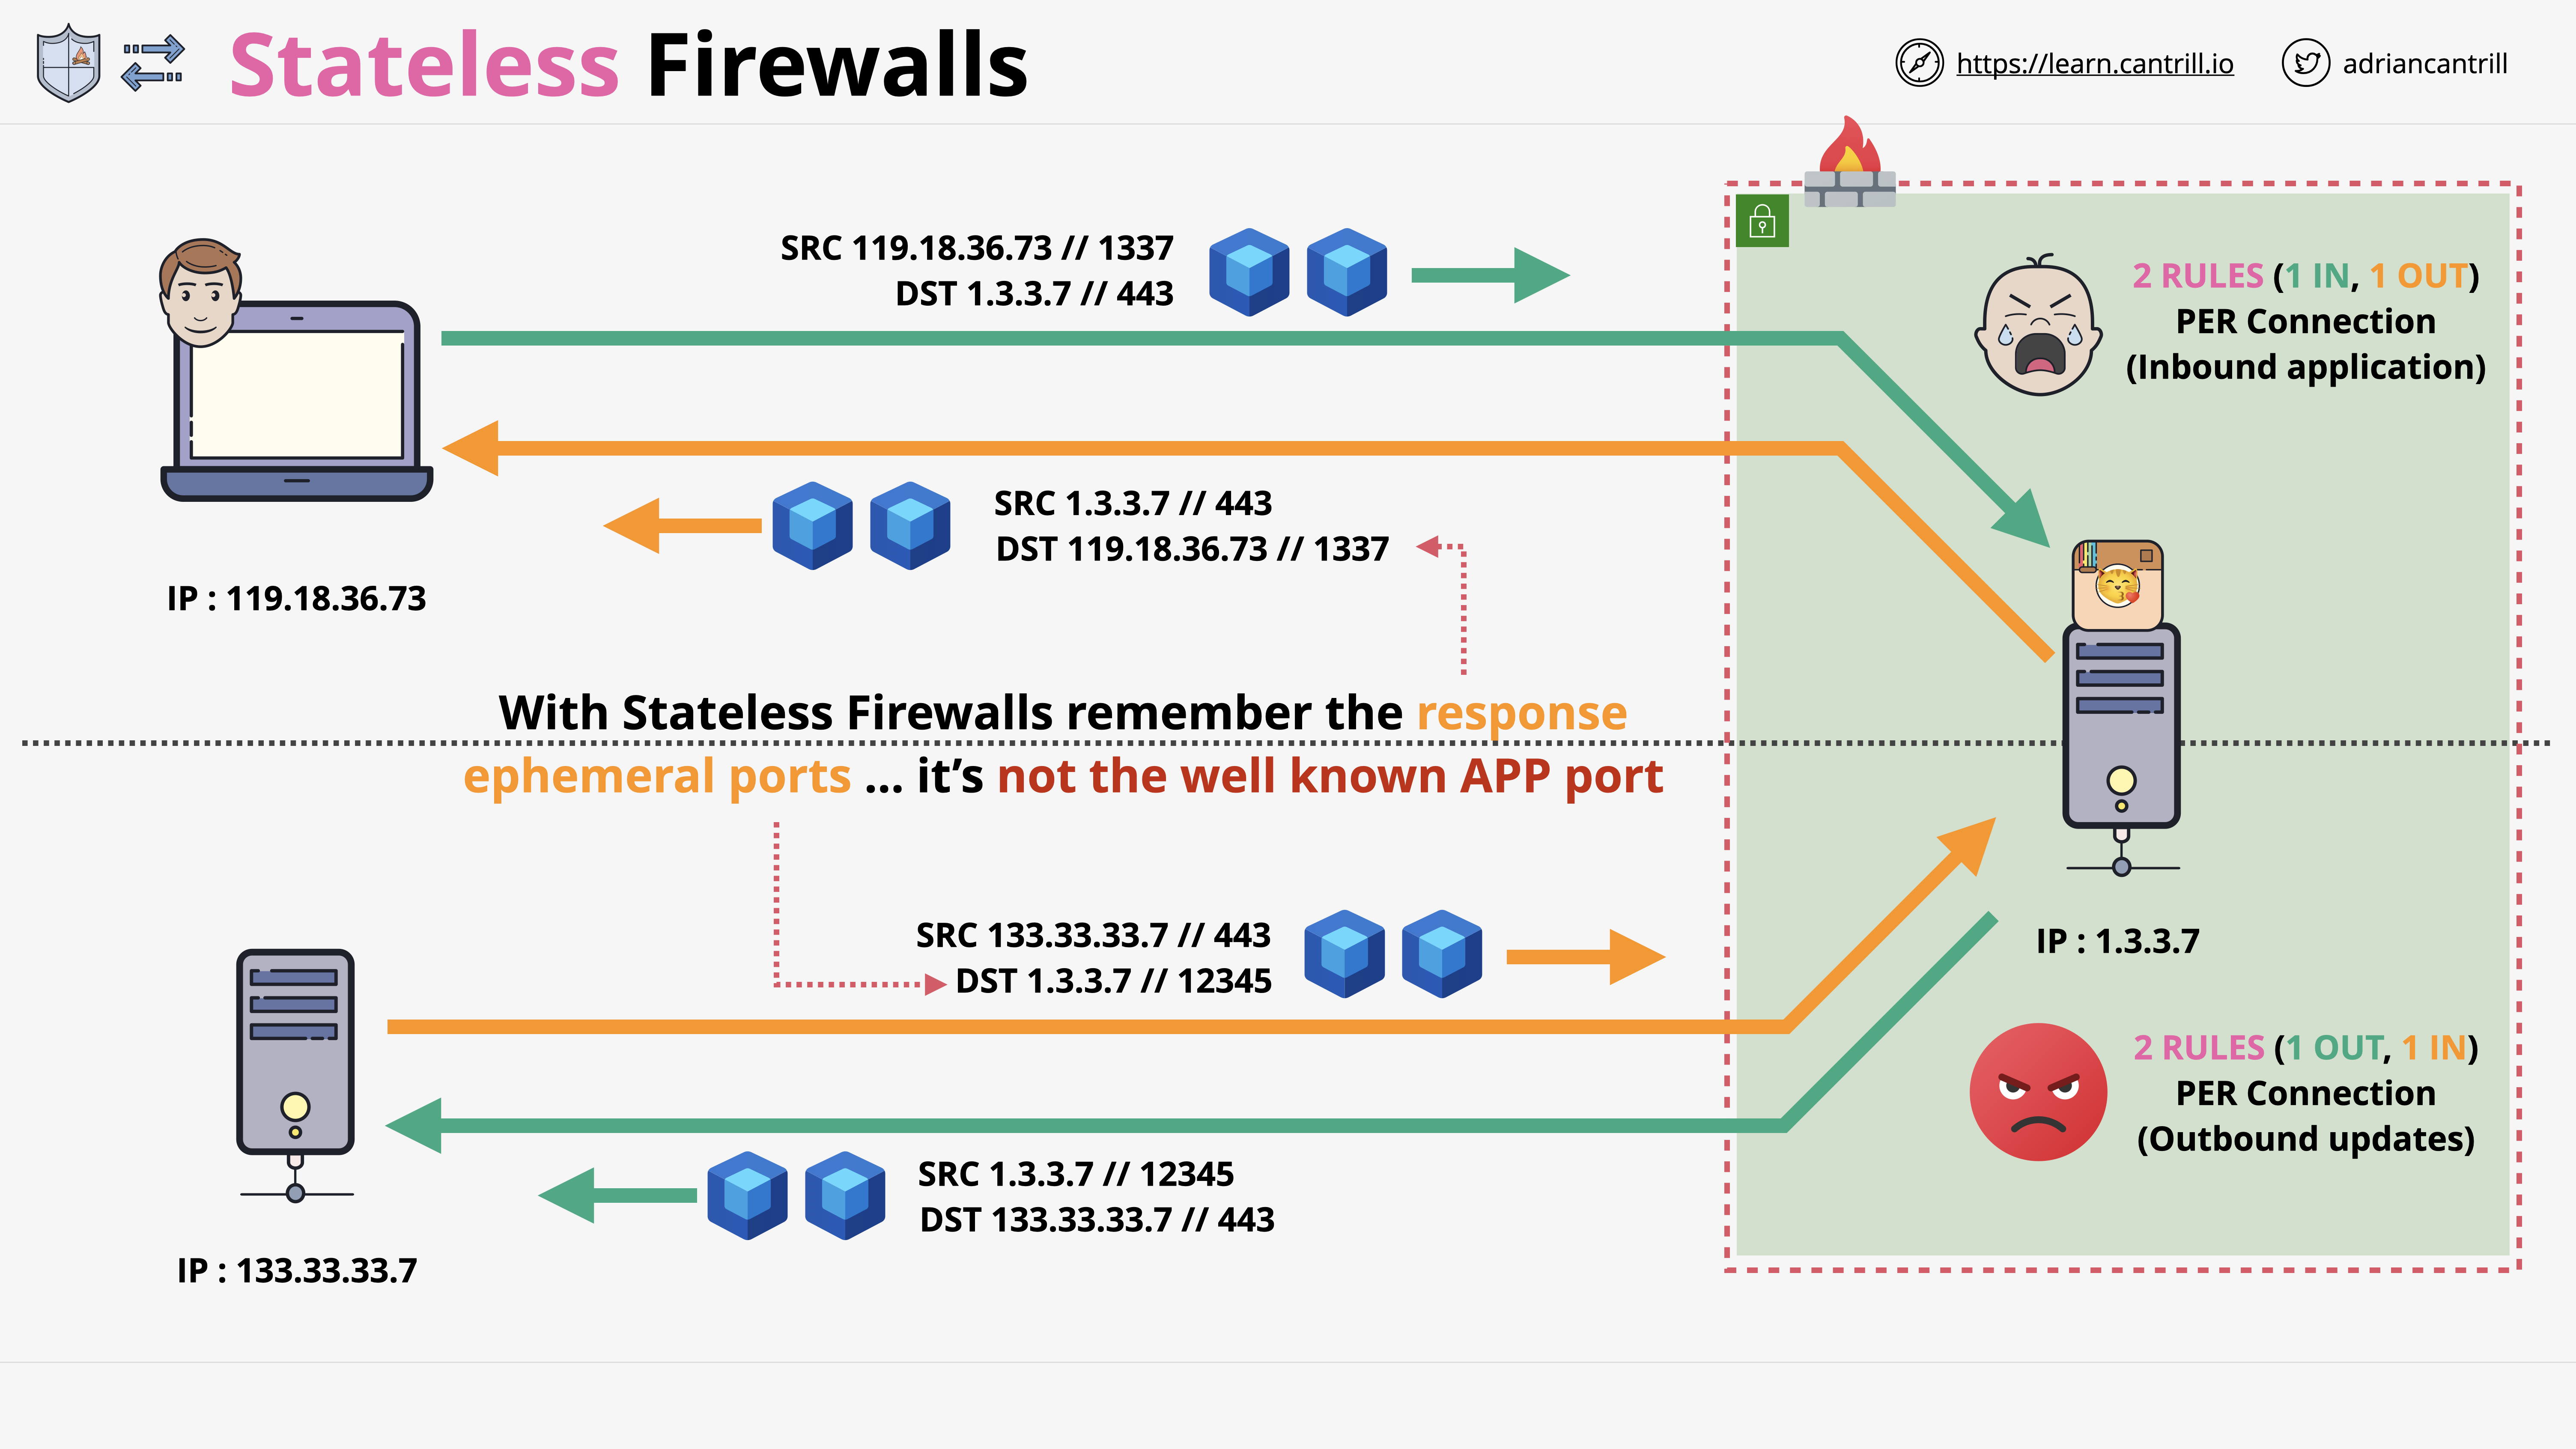 Stateless Firewalls
https://learn.cantrill.io
adriancantrill
SRC 119.18.36.73 // 1337
DST 1.3.3.7 // 443
2 RULES (1 IN, 1 OUT)
PER Connection
(Inbound application)
SRC 1.3.3.7 // 443
DST 119.18.36.73 // 1337
IP : 119.18.36.73
With Stateless Firewalls remember the response
ephemeral ports ... it’s not the well known APP port
SRC 133.33.33.7 // 443
DST 1.3.3.7 // 12345
IP : 1.3.3.7
2 RULES (1 OUT, 1 IN)
PER Connection
(Outbound updates)
SRC 1.3.3.7 // 12345
DST 133.33.33.7 // 443
IP : 133.33.33.7